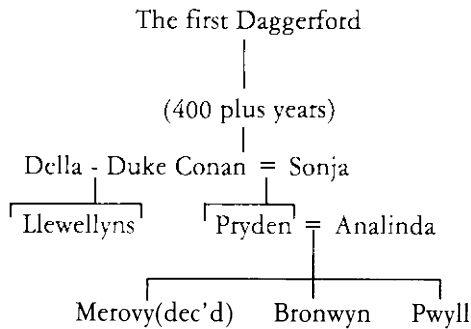 The first Daggerford
(400 plus years)
Della - Duke Conan = Sonja
Llewellyns Pryden = Analinda
Merovy(dec'd) Bronwyn Pwyll